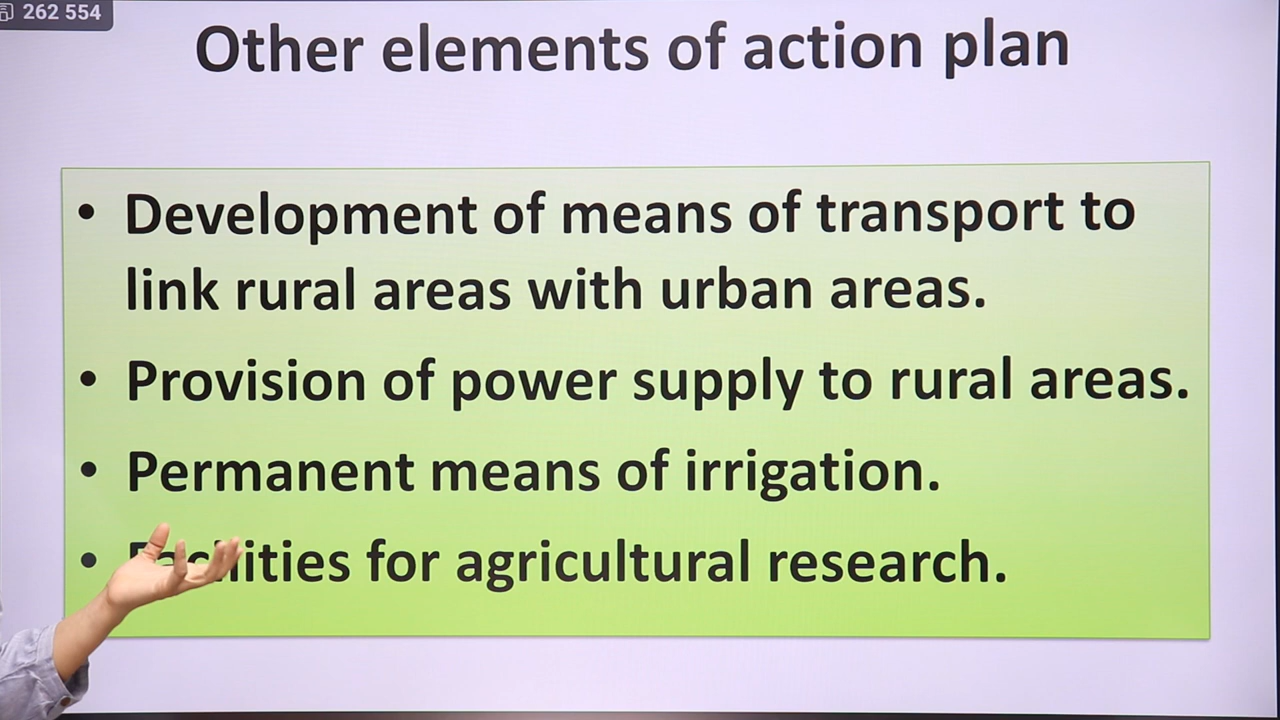 262 554
Other elements of action plan
• Development of means of transport to
link rural areas with urban areas.
• Provision of power supply to rural areas.
• Permanent means of irrigation.
• Facilities for agricultural research.